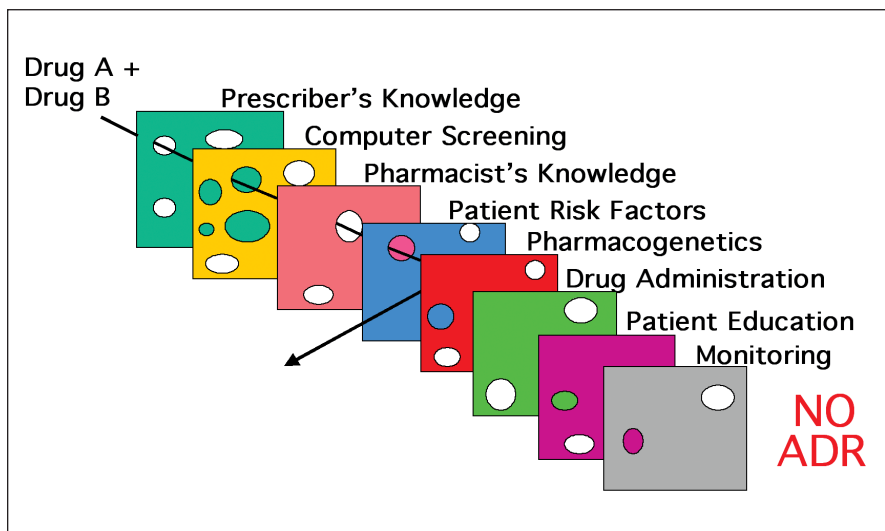 Drug A +
Drug B
Prescriber's Knowledge
Computer Screening
Pharmacist's Knowledge
Patient Risk Factors
Pharmacogenetics
Drug Administration
Patient Education
Monitoring
NO
ADR